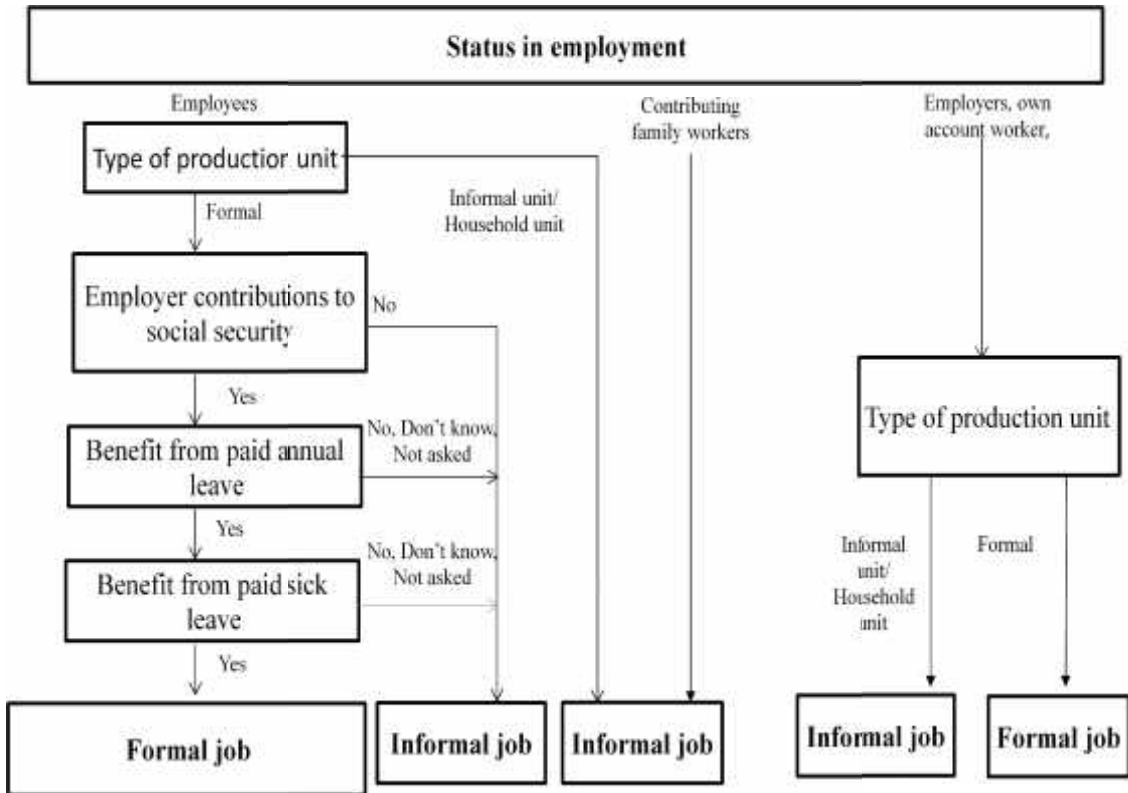 Status in employment
Employees
Contributing
family workers
Employers, own
account worker,
Type of production unit
Informal unit/
Household unit
Formal
Employer contributions to
social security
No
Yes
Type of production unit
No, Don't know,
Not asked
Benefit from paid annual
leave
Yes
No, Don't know,
Not asked
Informal
unit/
Household
unit
Formal
Benefit from paid sick
leave
Yes
Formal job
Informal job
Informal job
Informal job
Formal job